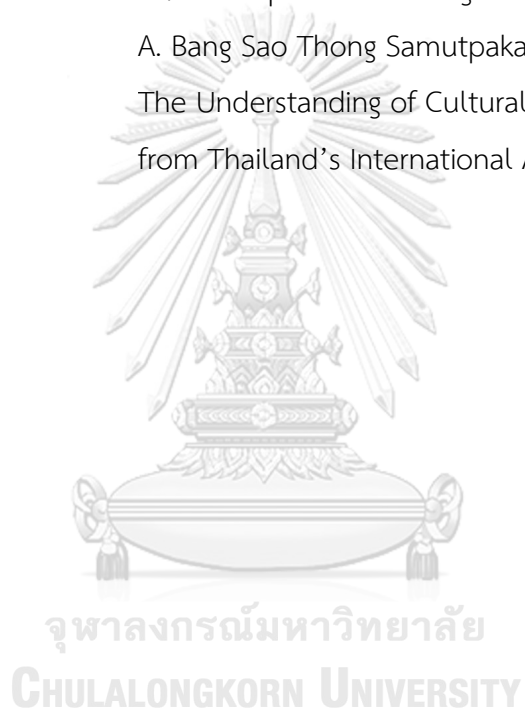 A. Bang Sao Thong Samutpaka
The Understanding of Cultural
from Thailand's International
จุฬาลงกรณ์มหาวิทยาลัย
CHULALONGKORN UNIVERSITY